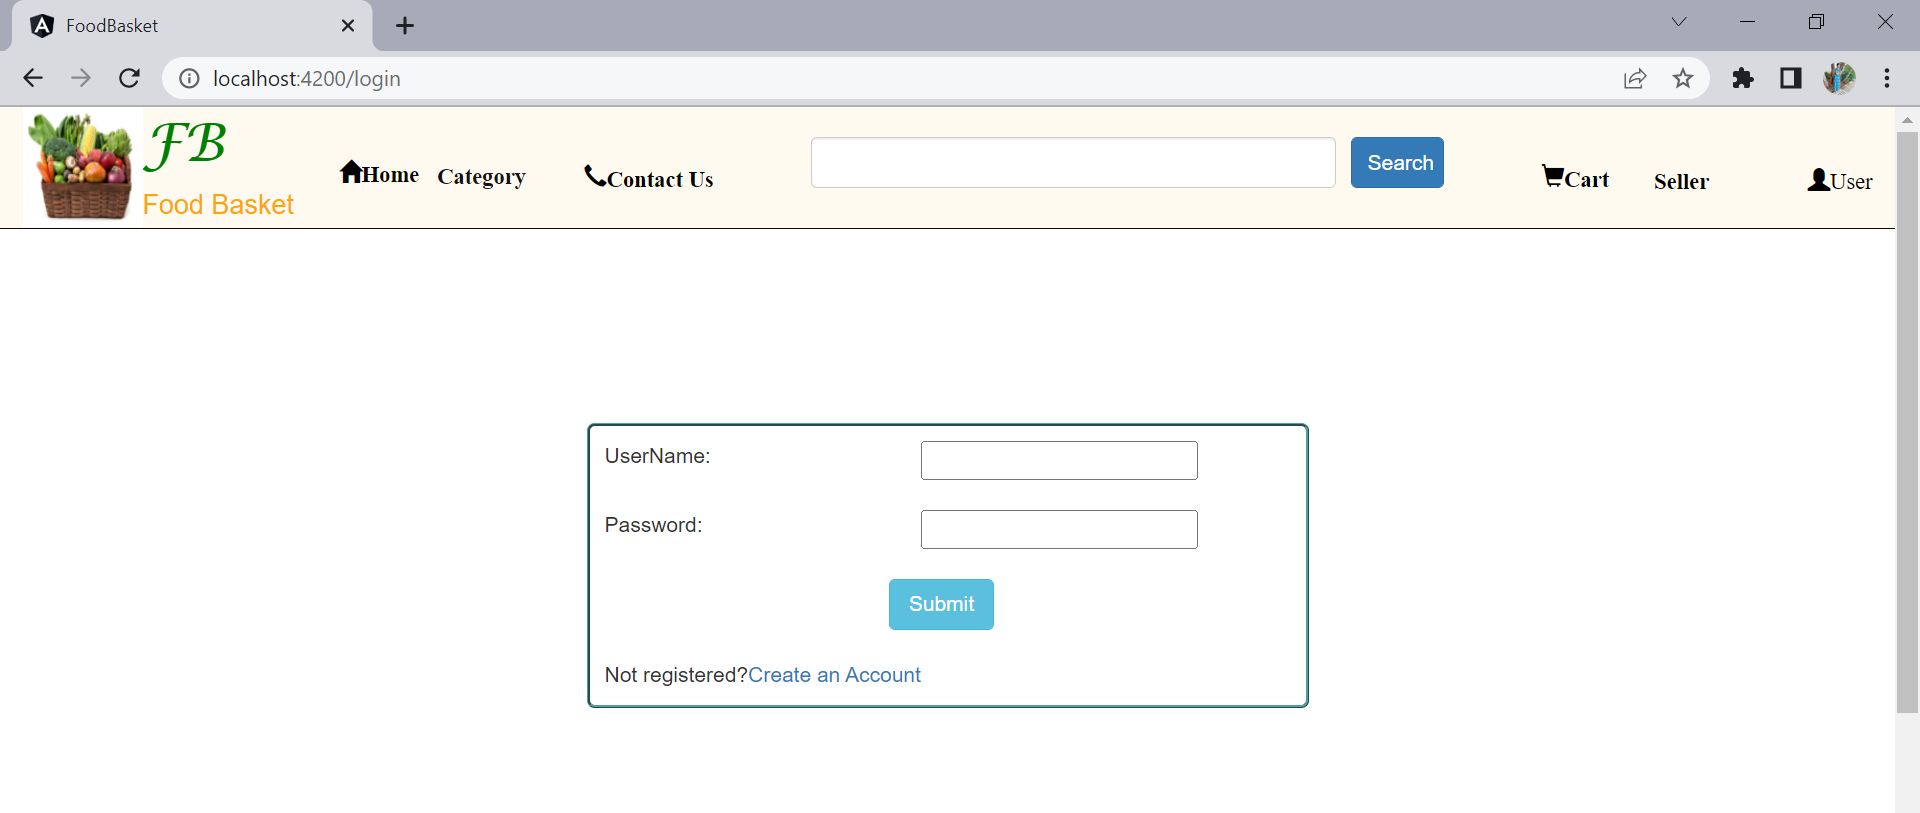 FoodBasket
localhost:4200/login
FB
Food Basket
Home Category Contact Us Search Cart Seller User
UserName:
Password:
Submit
Not registered?Create an Account